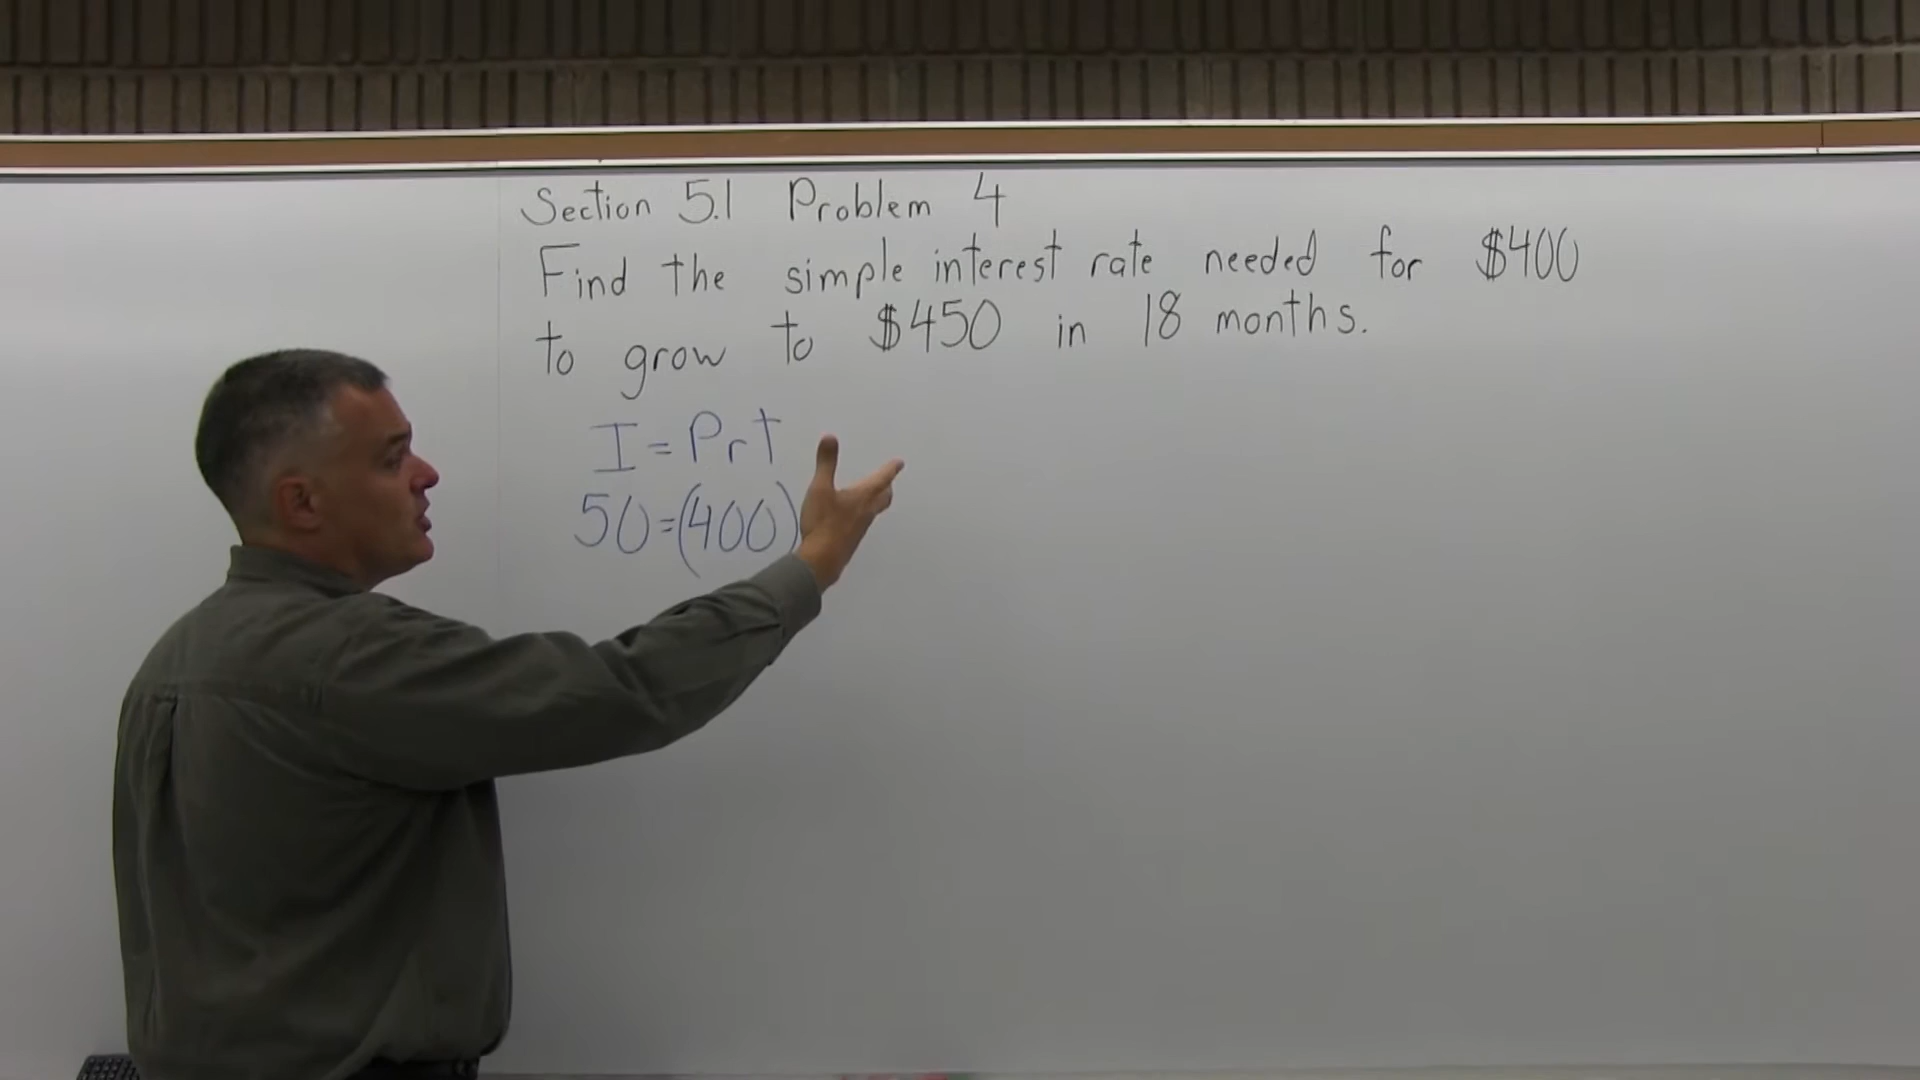 Section 5.1 Problem 4
Find the simple interest rate needed for $400
to grow to $450 in 18 months.
I = Prt
50=(400)